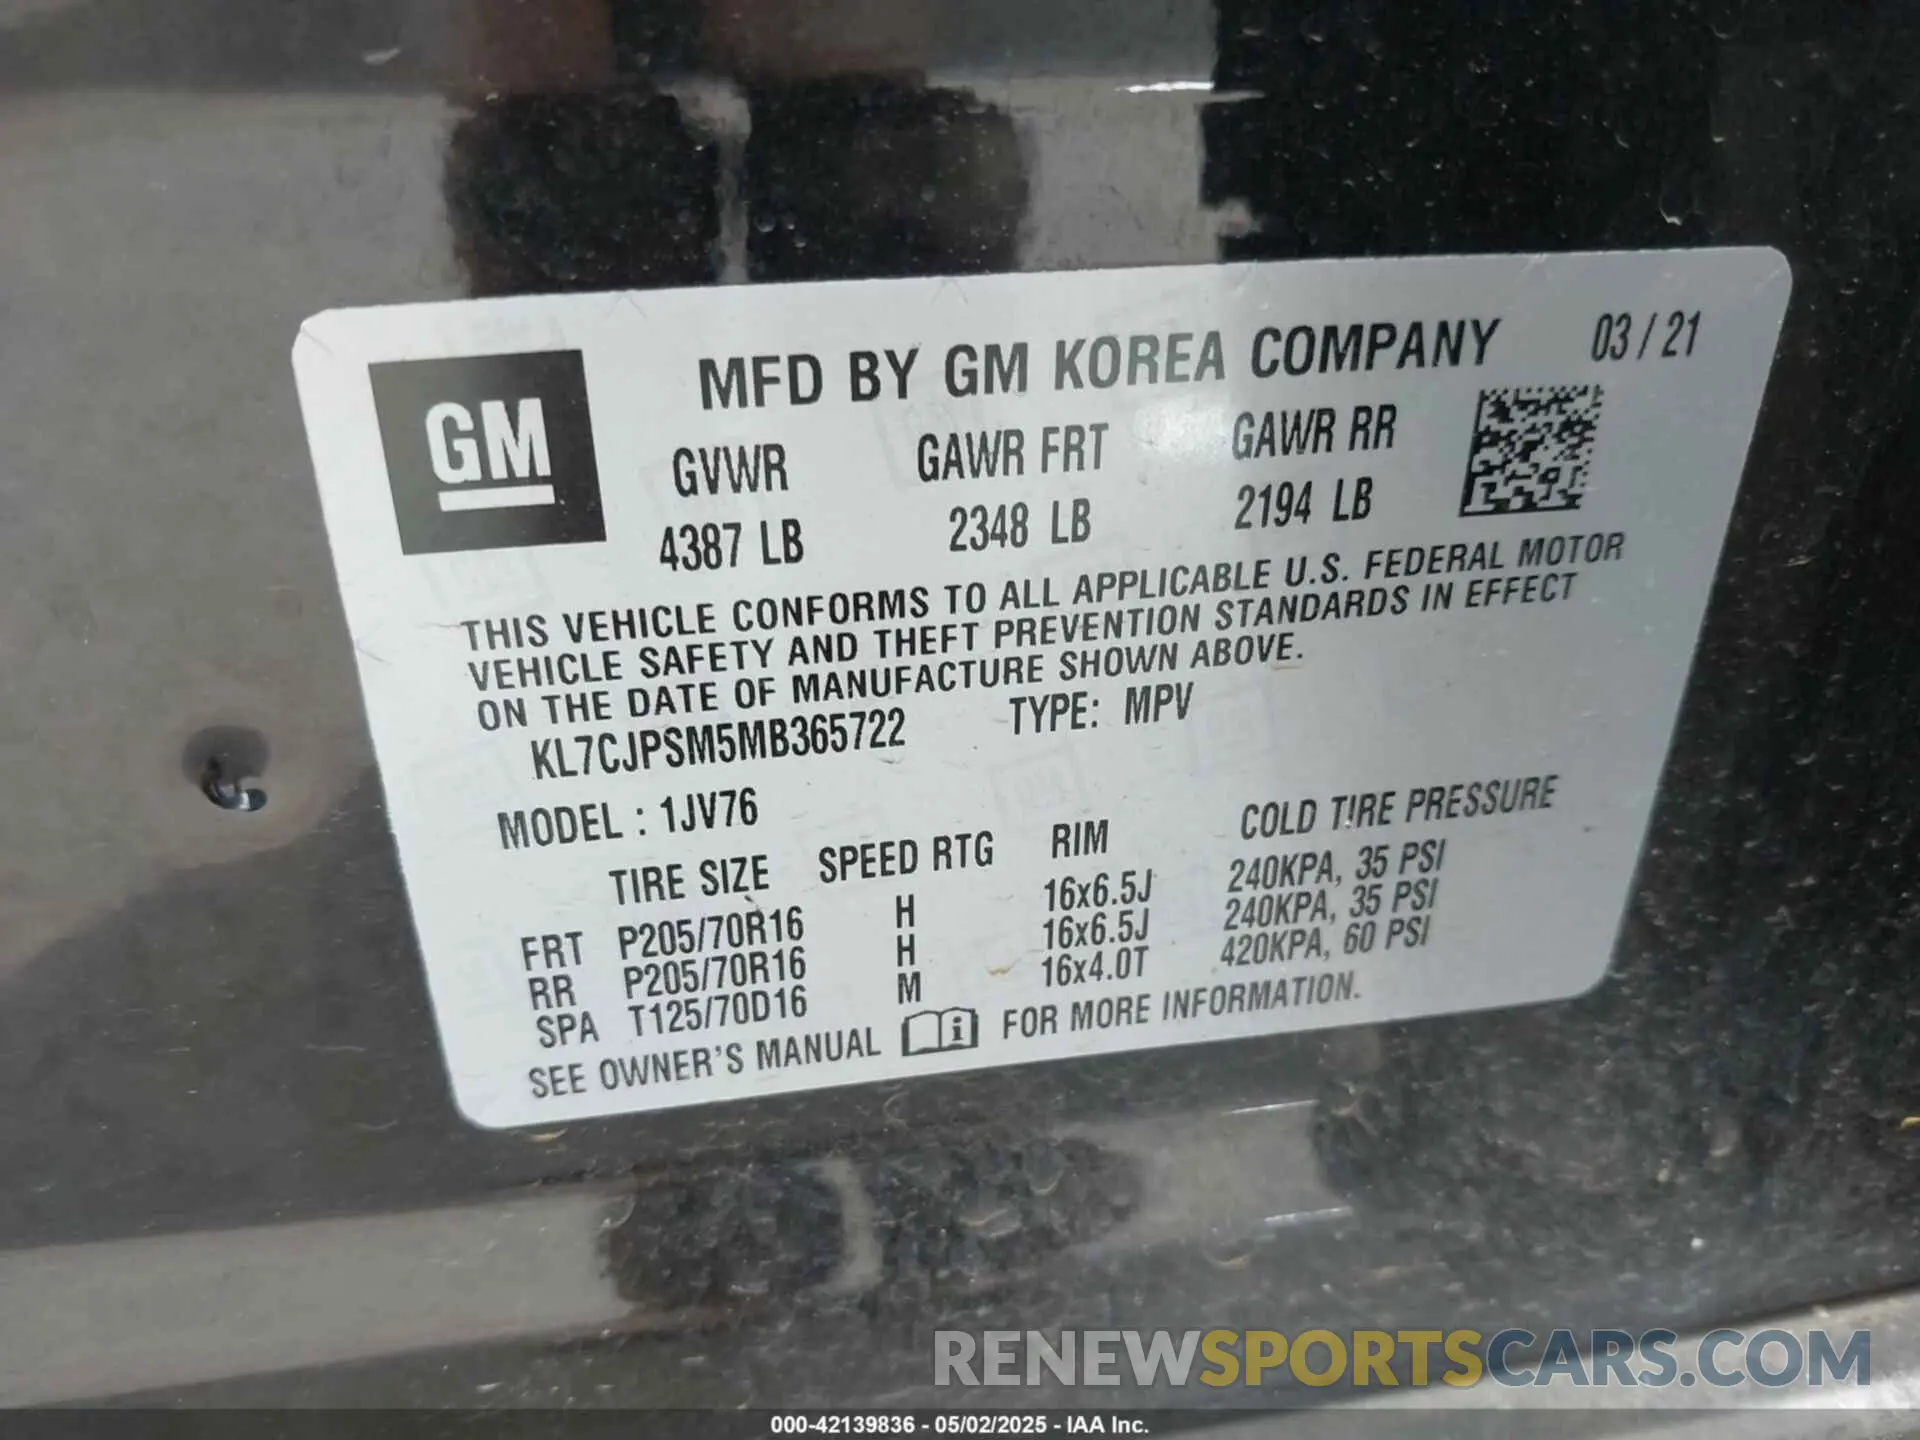 GM
MFD BY GM KOREA COMPANY 03 / 21
GVWR GAWR FRT GAWR RR
4387 LB 2348 LB 2194 LB
THIS VEHICLE CONFORMS TO ALL APPLICABLE U.S. FEDERAL MOTOR
VEHICLE SAFETY AND THEFT PREVENTION STANDARDS IN EFFECT
ON THE DATE OF MANUFACTURE SHOWN ABOVE.
KL7CJPSM5MB365722 TYPE: MPV
MODEL : 1JV76
TIRE SIZE SPEED RTG RIM COLD TIRE PRESSURE
FRT P205/70R16 H 16x6.5J 240KPA, 35 PSI
RR P205/70R16 H 16x6.5J 240KPA, 35 PSI
SPA T125/70D16 M 16x4.0T 420KPA, 60 PSI
SEE OWNER'S MANUAL i FOR MORE INFORMATION.
RENEWSPORTSCARS.COM
000-42139836 - 05/02/2025 - IAA Inc.